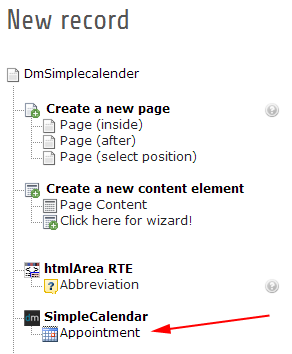 New record
DmSimplecalender
Create a new page
Page (inside)
Page (after)
Page (select position)
Create a new content element
Page Content
Click here for wizard!
htmlArea RTE
Abbreviation
dm SimpleCalendar
Appointment